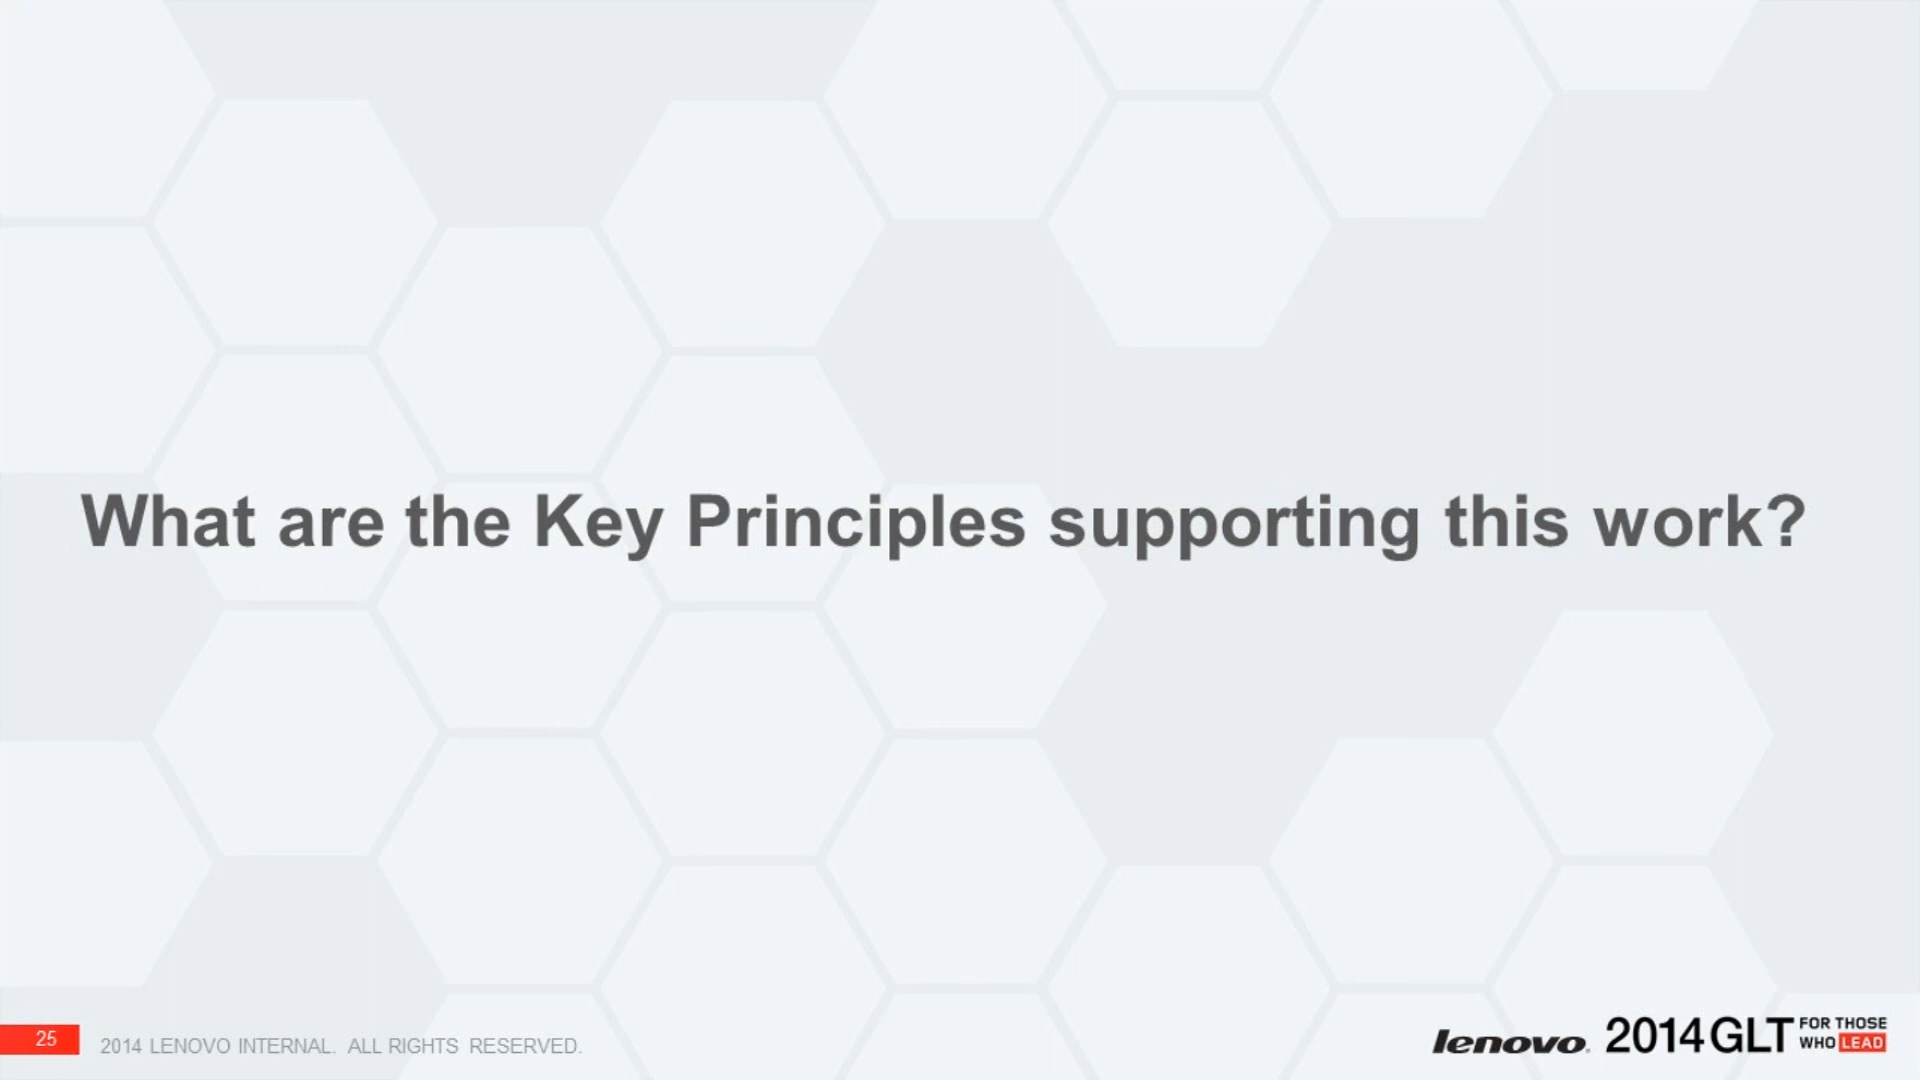 What are the Key Principles supporting this work?
25
2014 LENOVO INTERNAL. ALL RIGHTS RESERVED.
lenovo
2014 GLT
FOR THOSE
WHO LEAD